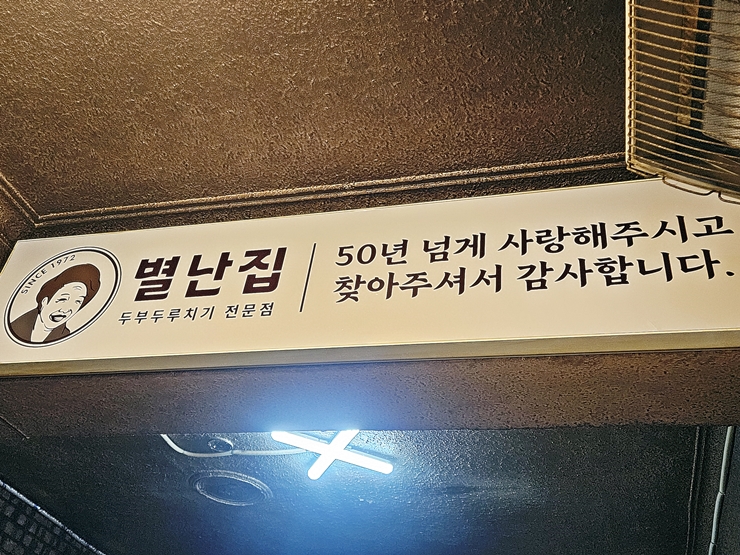 SINCE 1972
별난집
두부두루치기 전문점
50년 넘게 사랑해주시고
찾아주셔서 감사합니다.